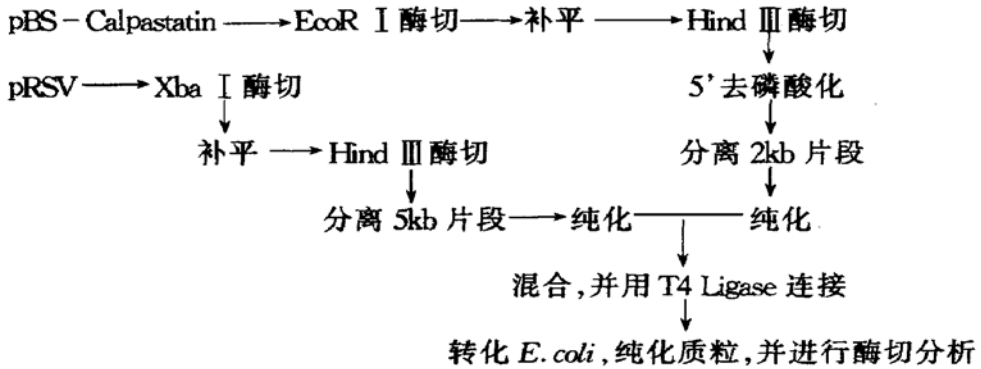 pBS-Calpastatin → EcoR Ⅰ酶切 → 补平 → Hind Ⅲ酶切
pRSV → Xba Ⅰ酶切 5'去磷酸化
补平 → Hind Ⅲ酶切 分离2kb片段
分离5kb片段 → 纯化 纯化
混合,并用T4 Ligase连接
转化E.coli,纯化质粒,并进行酶切分析